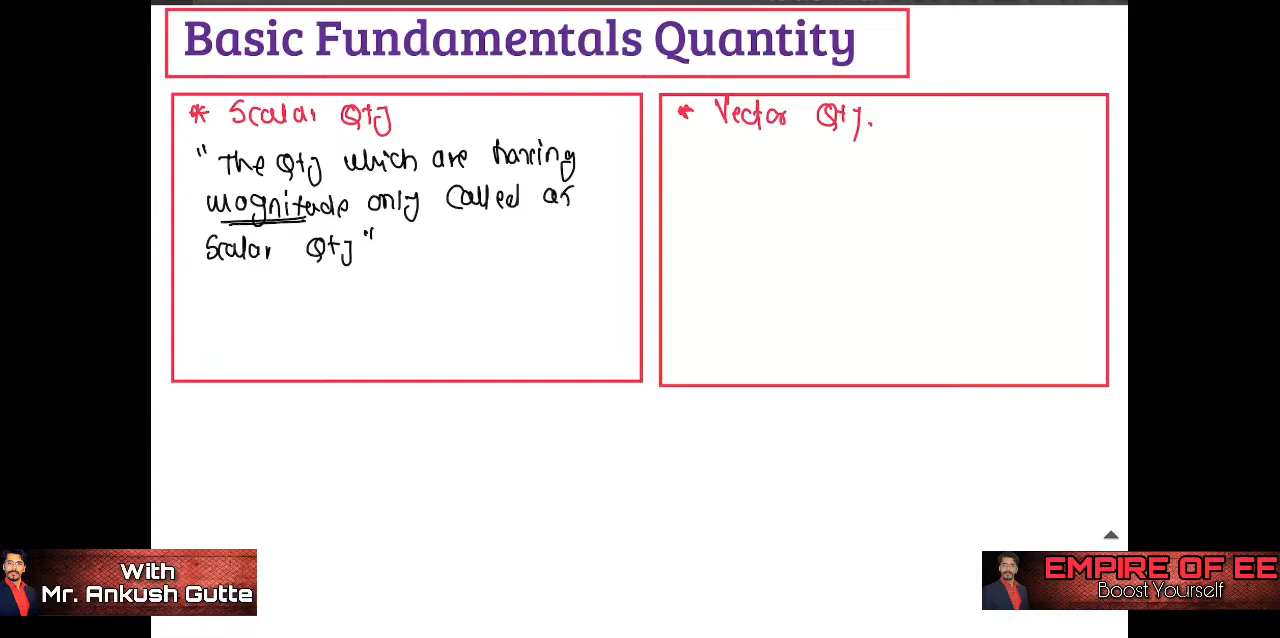 Basic Fundamentals Quantity
* Scalar Qty
"The Qty which are having
magnitude only called as
Scalar Qty"
* Vector Qty.
With
Mr. Ankush Gutte
EMPIRE OF EE
Boost Yourself